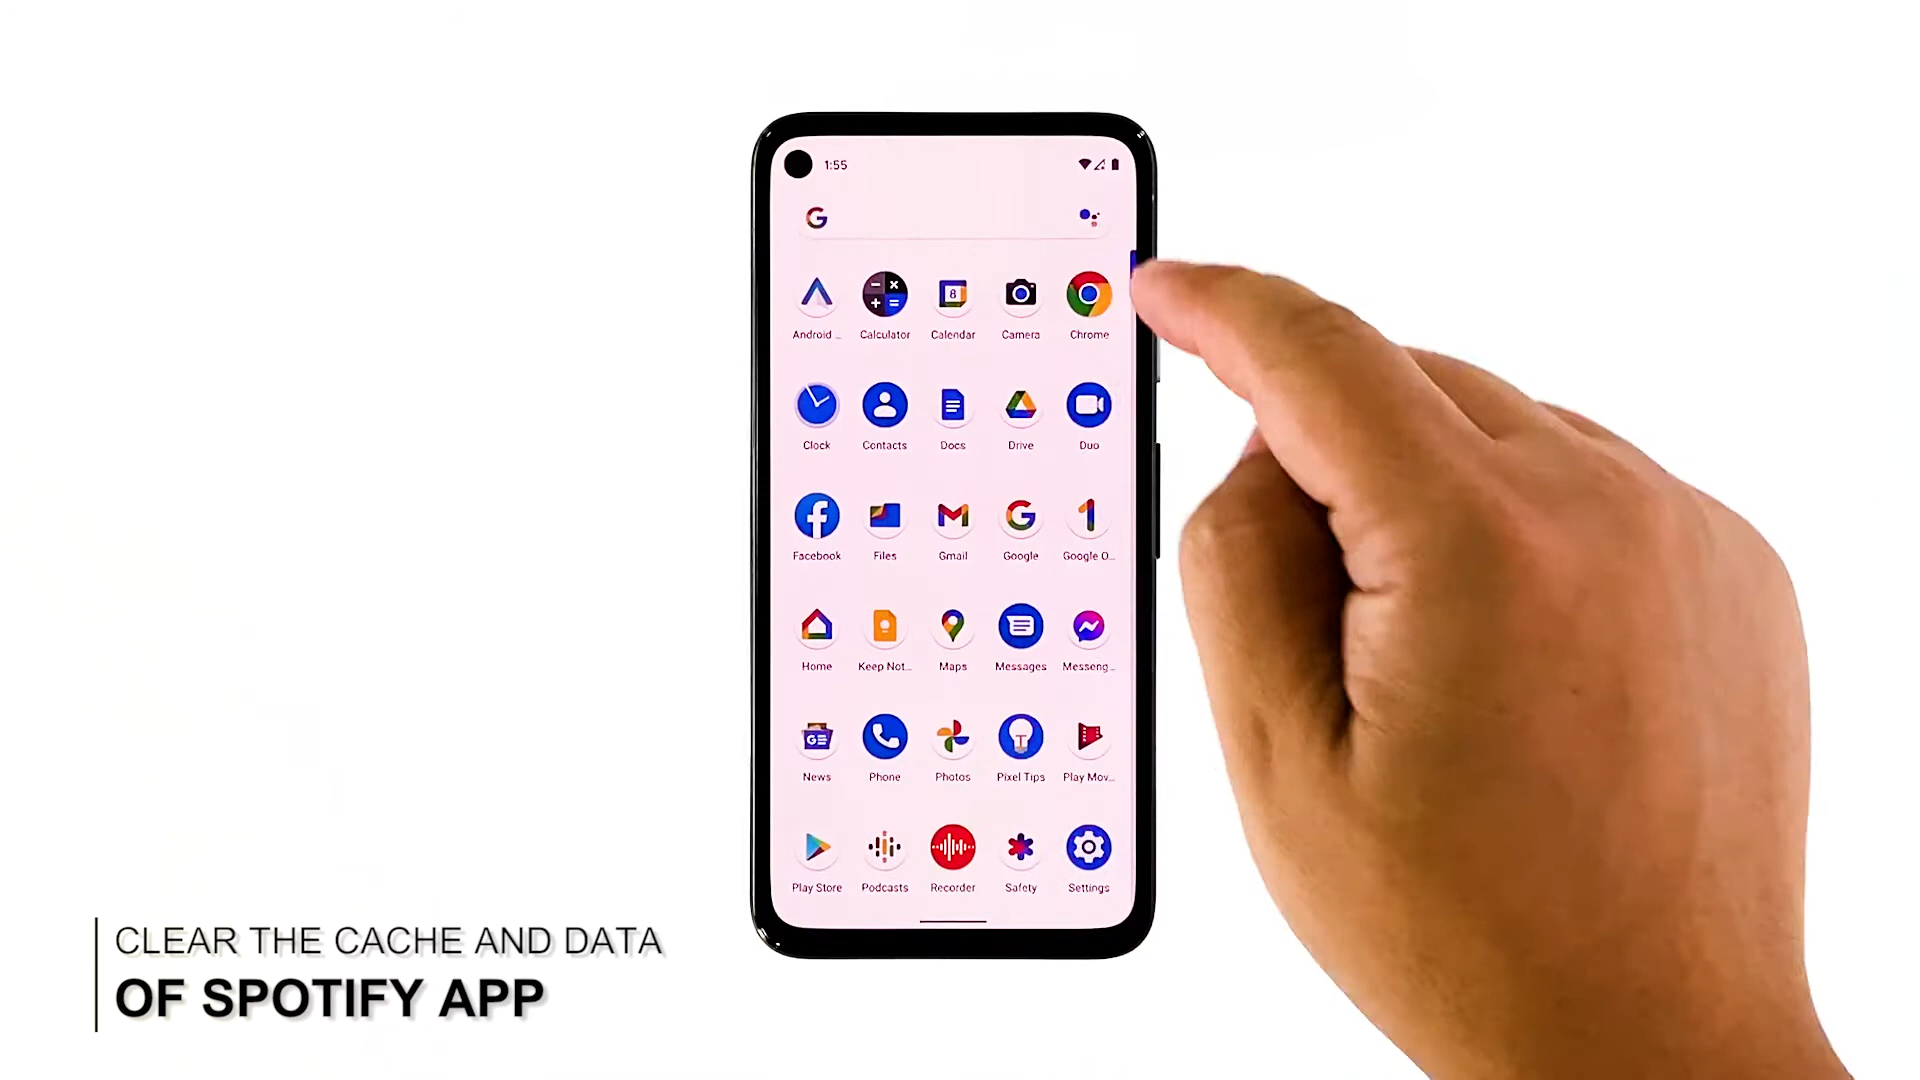 1:55
G
Android ...
Calculator
8
Calendar
Camera
Chrome
Clock
Contacts
Docs
Drive
Duo
Facebook
Files
Gmail
Google
Google O...
Home
Keep Not...
Maps
Messages
Messeng...
GE
News
Phone
Photos
Pixel Tips
Play Mov...
Play Store
Podcasts
Recorder
Safety
Settings
CLEAR THE CACHE AND DATA
OF SPOTIFY APP